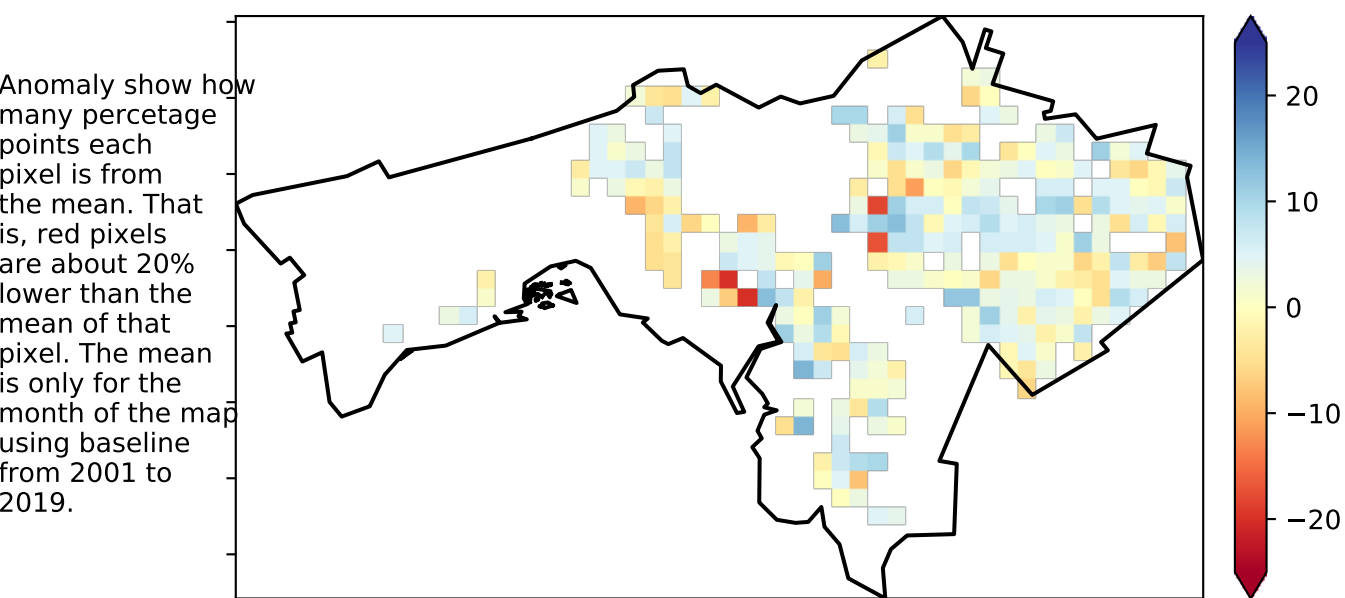 Anomaly show how
many percetage
points each
pixel is from
the mean. That
is, red pixels
are about 20%
lower than the
mean of that
pixel. The mean
is only for the
month of the map
using baseline
from 2001 to
2019.
20
10
0
−10
−20